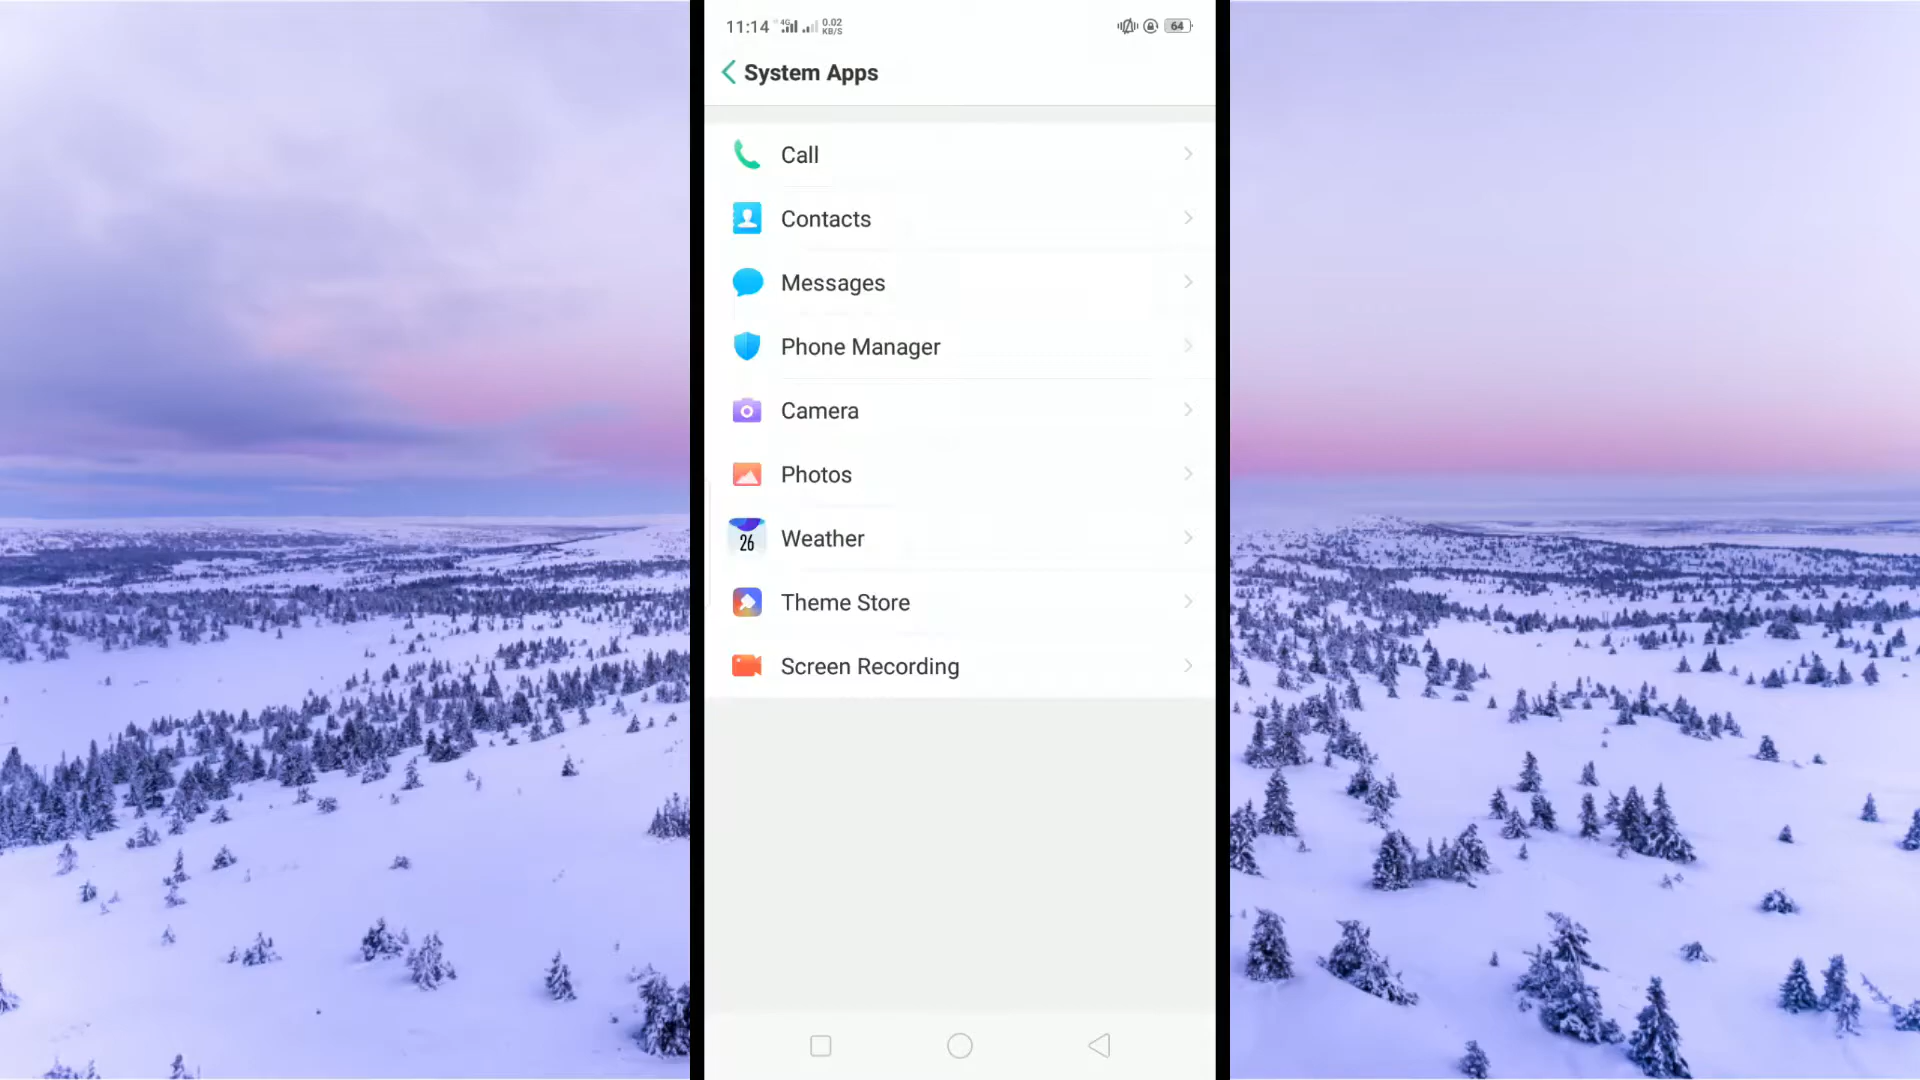 11:14 4G 0.02 KB/S 64
System Apps
Call
Contacts
Messages
Phone Manager
Camera
Photos
26 Weather
Theme Store
Screen Recording